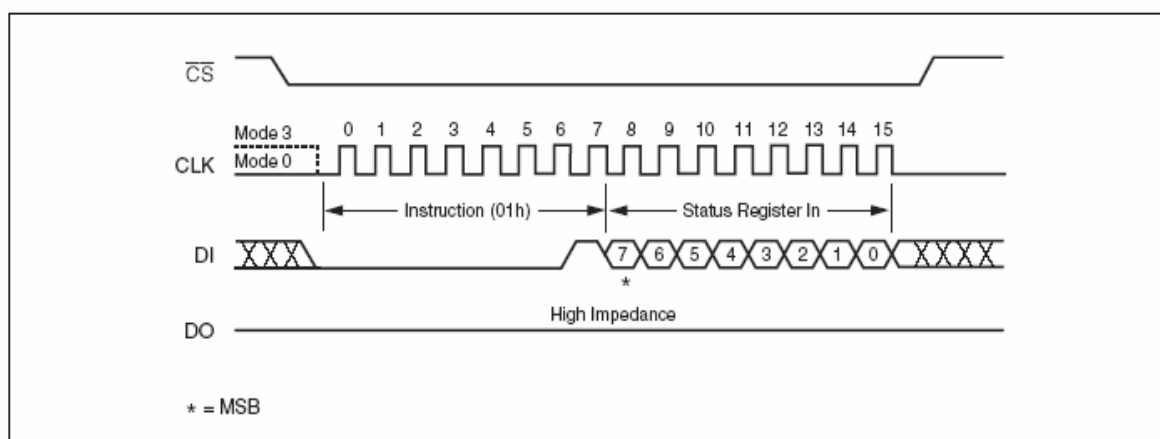 CS
Mode 3 0 1 2 3 4 5 6 7 8 9 10 11 12 13 14 15
CLK Mode 0
Instruction (01h) Status Register In
DI 7 6 5 4 3 2 1 0
*
High Impedance
DO
* = MSB